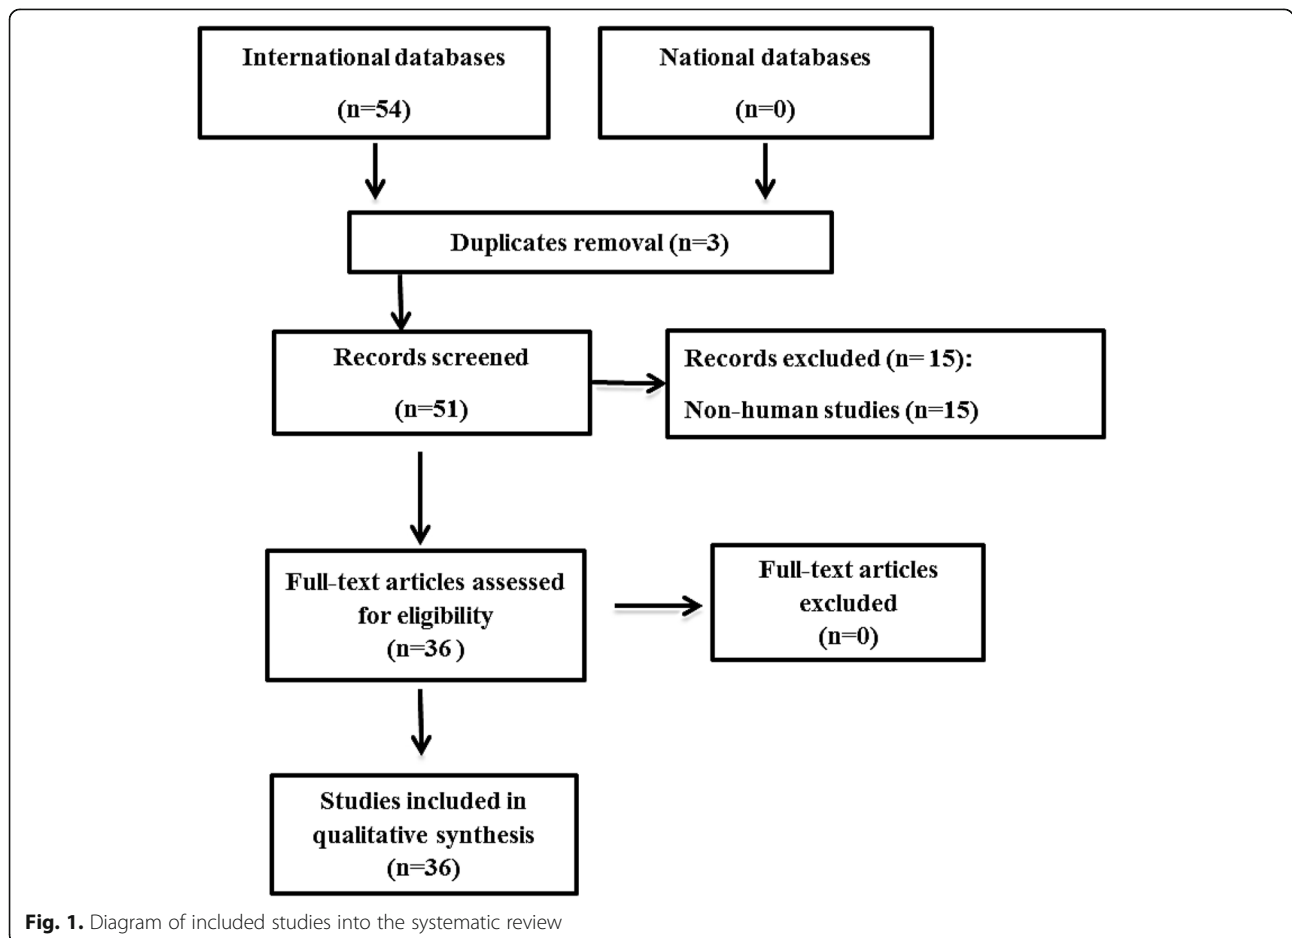 International databases
(n=54)
National databases
(n=0)
Duplicates removal (n=3)
Records screened
(n=51)
Records excluded (n= 15):
Non-human studies (n=15)
Full-text articles assessed
for eligibility
(n=36 )
Full-text articles
excluded
(n=0)
Studies included in
qualitative synthesis
(n=36)
Fig. 1. Diagram of included studies into the systematic review